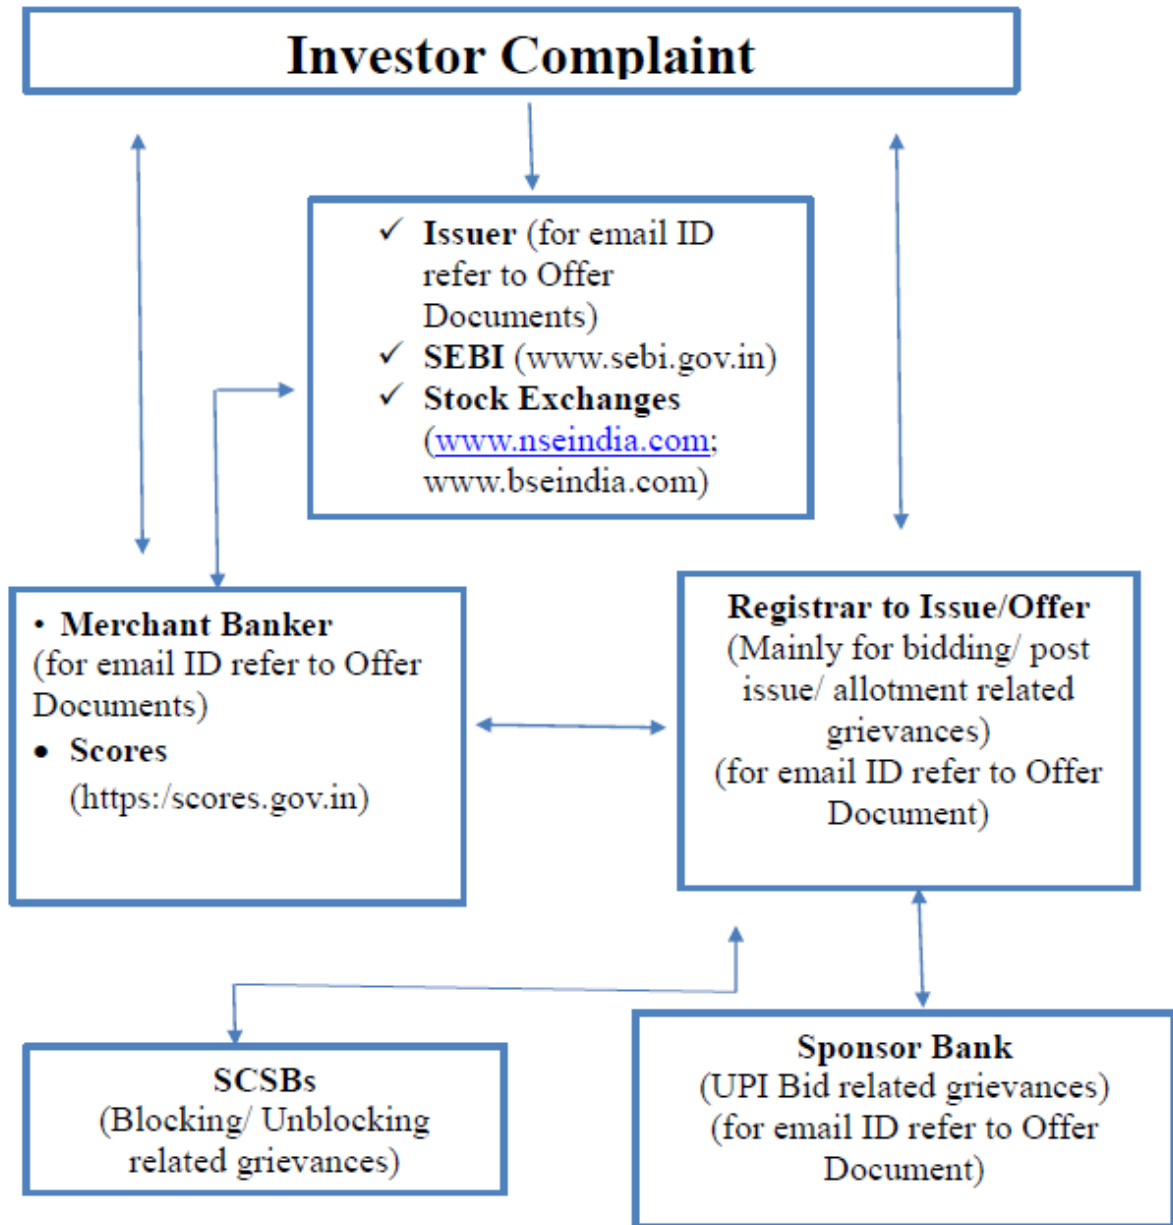 Investor Complaint
✓ Issuer (for email ID
refer to Offer
Documents)
✓ SEBI (www.sebi.gov.in)
✓ Stock Exchanges
(www.nseindia.com;
www.bseindia.com)
• Merchant Banker
(for email ID refer to Offer
Documents)
• Scores
(https:/scores.gov.in)
Registrar to Issue/Offer
(Mainly for bidding/ post
issue/ allotment related
grievances)
(for email ID refer to Offer
Document)
SCSBs
(Blocking/ Unblocking
related grievances)
Sponsor Bank
(UPI Bid related grievances)
(for email ID refer to Offer
Document)